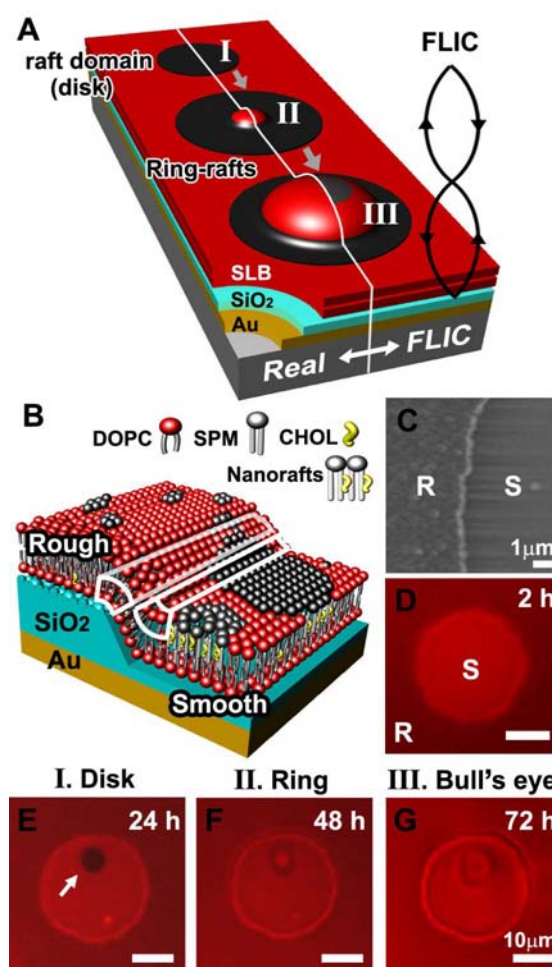 A
FLIC
raft domain
(disk)
I
II
Ring-rafts
III
SLB
SiO2
Au
Real
FLIC
B
DOPC
SPM
CHOL
Nanorafts
Rough
SiO2
Au
Smooth
C
R
S
1μm
D
2 h
S
R
I. Disk
II. Ring
III. Bull's eye
E
24 h
F
48 h
G
72 h
10μm